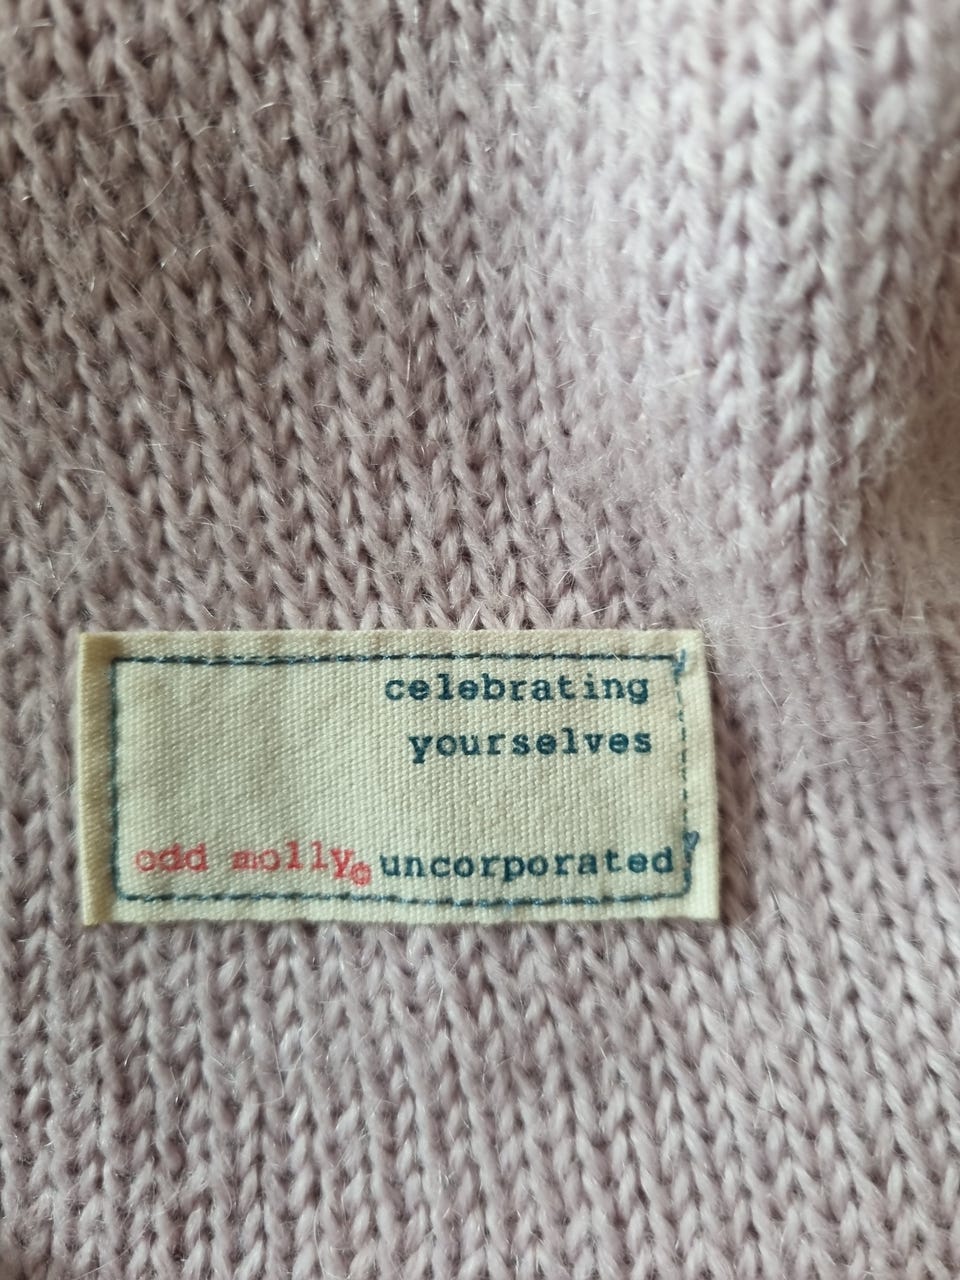 celebrating
yourselves
odd molly© uncorporated